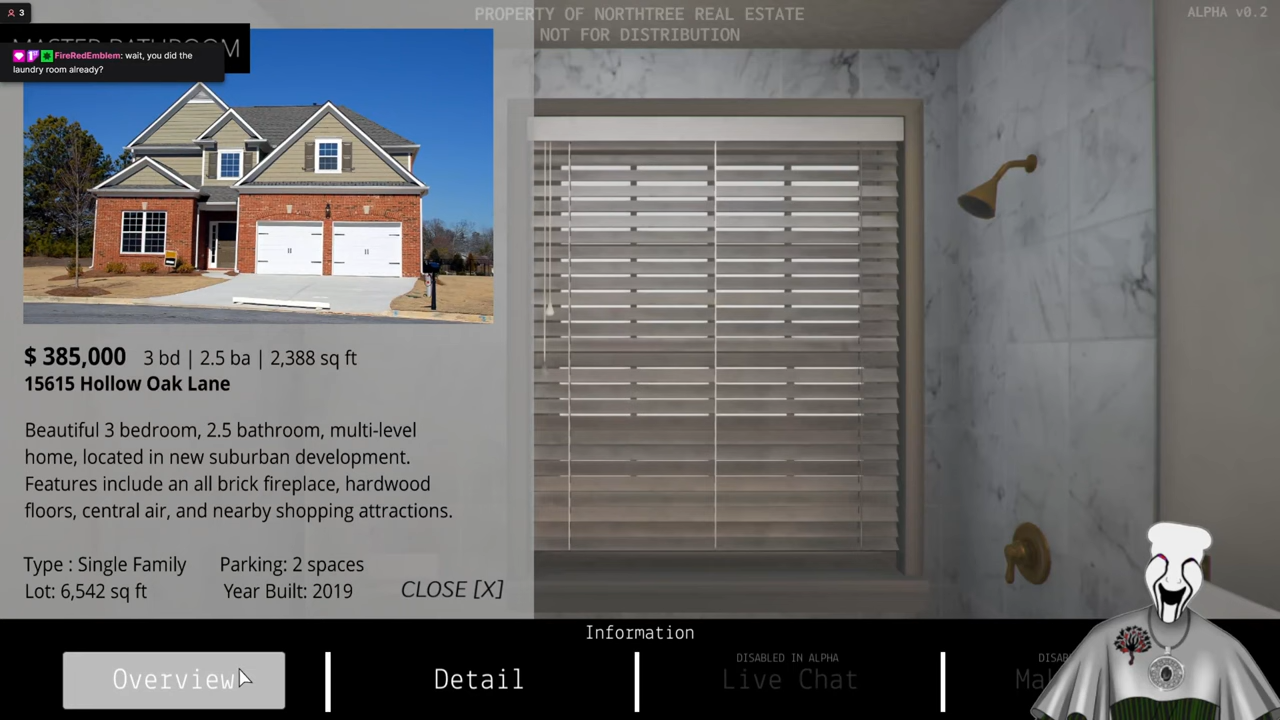 3
PROPERTY OF NORTHTREE REAL ESTATE
NOT FOR DISTRIBUTION
ALPHA v0.2
MASTER BATHROOM
FireRedEmblem: wait, you did the
laundry room already?
$ 385,000 3 bd | 2.5 ba | 2,388 sq ft
15615 Hollow Oak Lane
Beautiful 3 bedroom, 2.5 bathroom, multi-level
home, located in new suburban development.
Features include an all brick fireplace, hardwood
floors, central air, and nearby shopping attractions.
Type : Single Family Parking: 2 spaces
Lot: 6,542 sq ft Year Built: 2019
CLOSE [X]
Information
Overview
Detail
DISABLED IN ALPHA
Live Chat